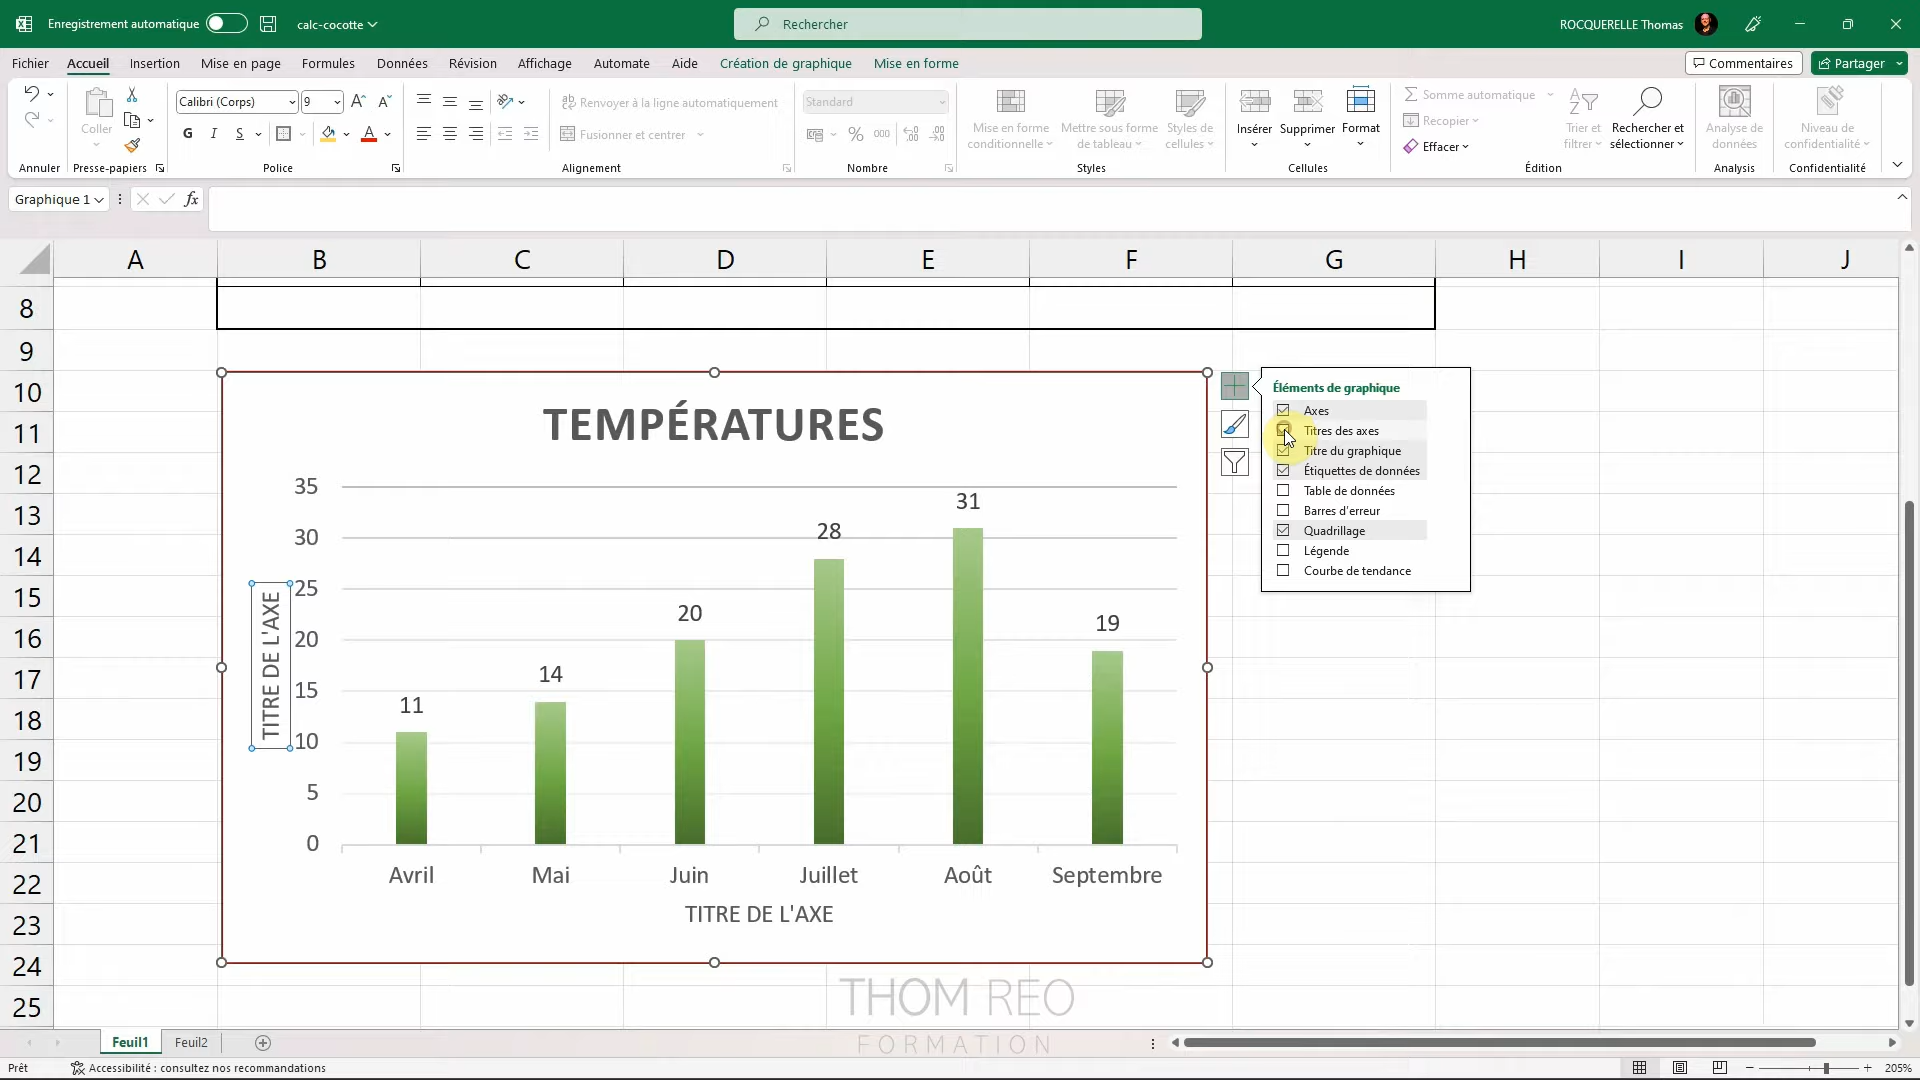 Enregistrement automatique
calc-cocotte
Rechercher
ROCQUERELLE Thomas
Fichier
Accueil
Insertion
Mise en page
Formules
Données
Révision
Affichage
Automate
Aide
Création de graphique
Mise en forme
Commentaires
Partager
Coller
Calibri (Corps)
9
G I S
A
Renvoyer à la ligne automatiquement
Fusionner et centrer
Standard
% 000
Mise en forme
conditionnelle
Mettre sous forme
de tableau
Styles de
cellules
Insérer
Supprimer
Format
Somme automatique
Recopier
Effacer
Trier et
filtrer
Rechercher et
sélectionner
Analyse de
données
Niveau de
confidentialité
Annuler
Presse-papiers
Police
Alignement
Nombre
Styles
Cellules
Édition
Analysis
Confidentialité
Graphique 1
fx
A B C D E F G H I J
8
9
10
11
12
13
14
15
16
17
18
19
20
21
22
23
24
25
TEMPÉRATURES
35
30
25
20
15
10
5
0
TITRE DE L'AXE
11
14
20
28
31
19
Avril
Mai
Juin
Juillet
Août
Septembre
TITRE DE L'AXE
Éléments de graphique
Axes
Titres des axes
Titre du graphique
Étiquettes de données
Table de données
Barres d'erreur
Quadrillage
Légende
Courbe de tendance
THOM REO
FORMATION
Feuil1
Feuil2
Prêt
Accessibilité : consultez nos recommandations
205%